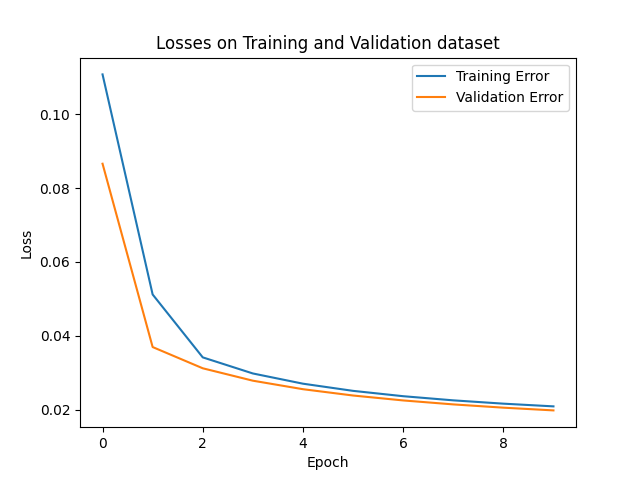 Losses on Training and Validation dataset
Training Error
Validation Error
0.10
0.08
0.06
0.04
0.02
Loss
0 2 4 6 8
Epoch